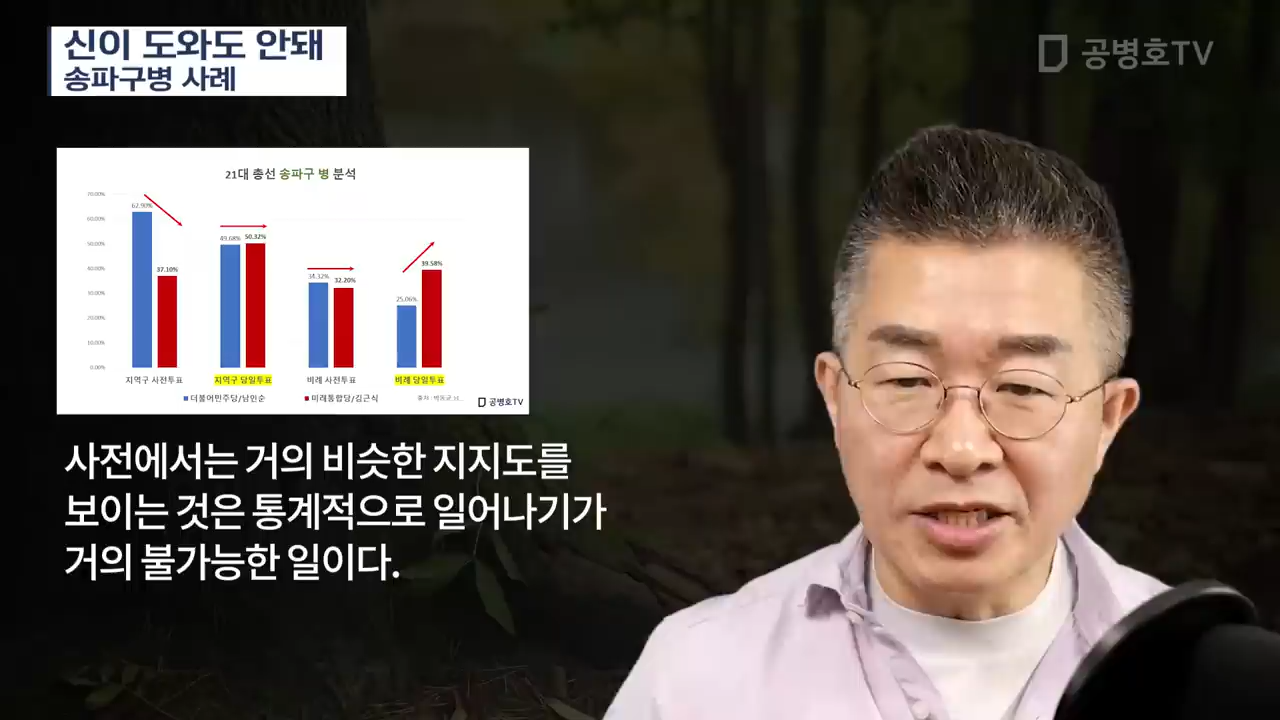 신이 도와도 안돼
송파구병 사례
공병호TV
21대 총선 송파구 병 분석
70.00%
60.00%
50.00%
40.00%
30.00%
20.00%
10.00%
0.00%
62.90%
37.10%
49.68%
50.32%
34.32%
32.20%
25.06%
39.58%
지역구 사전투표
지역구 당일투표
비례 사전투표
비례 당일투표
더불어민주당/남인순
미래통합당/김근식
출처 :
공병호TV
사전에서는 거의 비슷한 지지도를
보이는 것은 통계적으로 일어나기가
거의 불가능한 일이다.